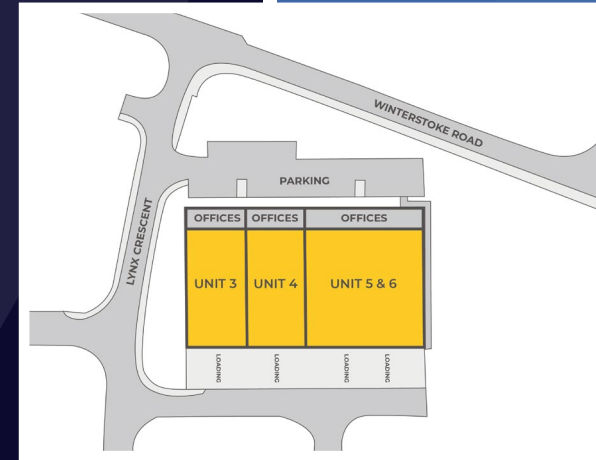 WINTERSTOKE ROAD
PARKING
LYNX CRESCENT
OFFICES
OFFICES
OFFICES
UNIT 3
UNIT 4
UNIT 5 & 6
LOADING
LOADING
LOADING
LOADING